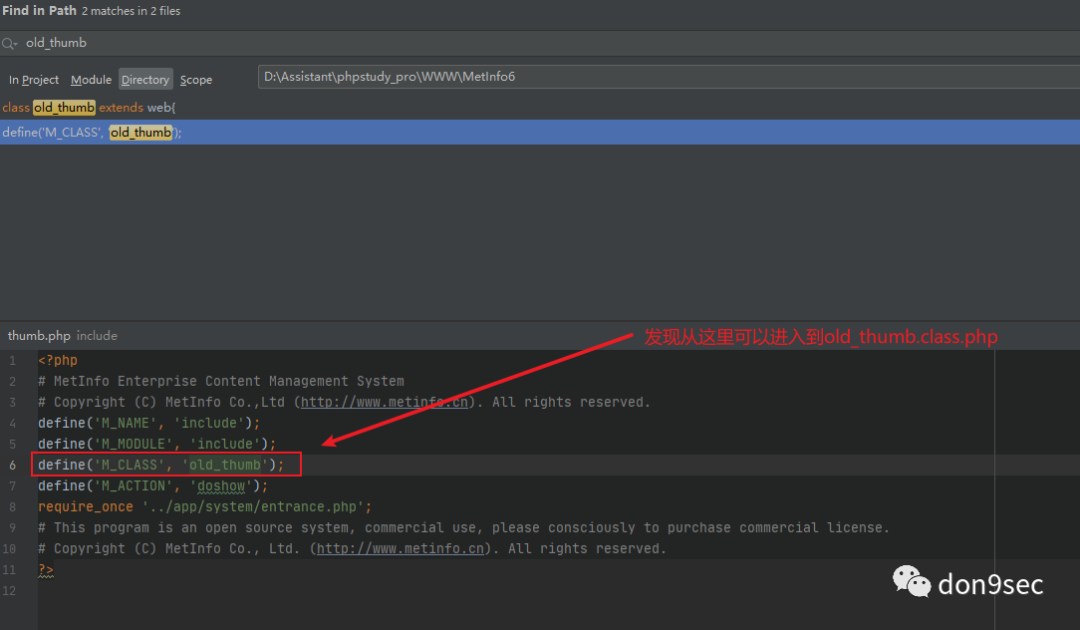 Find in Path 2 matches in 2 files
old_thumb
In Project Module Directory Scope D:\Assistant\phpstudy_pro\WWW\MetInfo6
class old_thumb extends web{
define('M_CLASS', 'old_thumb');
thumb.php include
发现从这里可以进入到old_thumb.class.php
1 <?php
2 # MetInfo Enterprise Content Management System
3 # Copyright (C) MetInfo Co.,Ltd (http://www.metinfo.cn). All rights reserved.
4 define('M_NAME', 'include');
5 define('M_MODULE', 'include');
6 define('M_CLASS', 'old_thumb');
7 define('M_ACTION', 'doshow');
8 require_once '../app/system/entrance.php';
9 # This program is an open source system, commercial use, please consciously to purchase commercial license.
10 # Copyright (C) MetInfo Co., Ltd. (http://www.metinfo.cn). All rights reserved.
11 ?>
12
don9sec